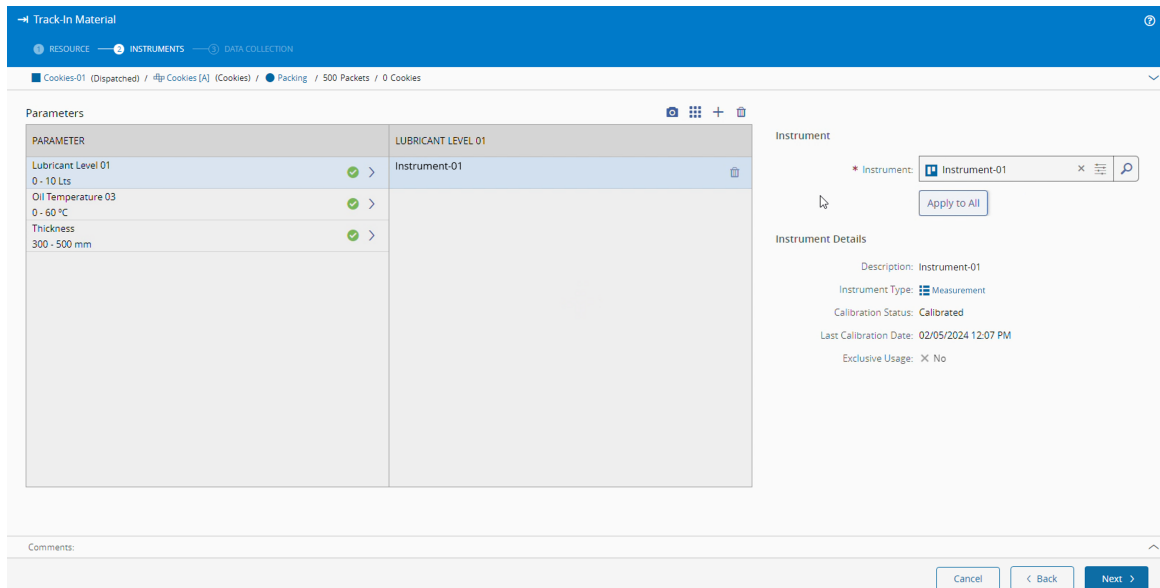 Track-In Material
1 RESOURCE 2 INSTRUMENTS 3 DATA COLLECTION
Cookies-01 (Dispatched) / Cookies [A] (Cookies) / Packing / 500 Packets / 0 Cookies
Parameters
PARAMETER
Lubricant Level 01
0 - 10 Lts
Oil Temperature 03
0 - 60 ºC
Thickness
300 - 500 mm
LUBRICANT LEVEL 01
Instrument-01
Instrument
* Instrument: Instrument-01
Apply to All
Instrument Details
Description: Instrument-01
Instrument Type: Measurement
Calibration Status: Calibrated
Last Calibration Date: 02/05/2024 12:07 PM
Exclusive Usage: No
Comments:
Cancel
Back
Next